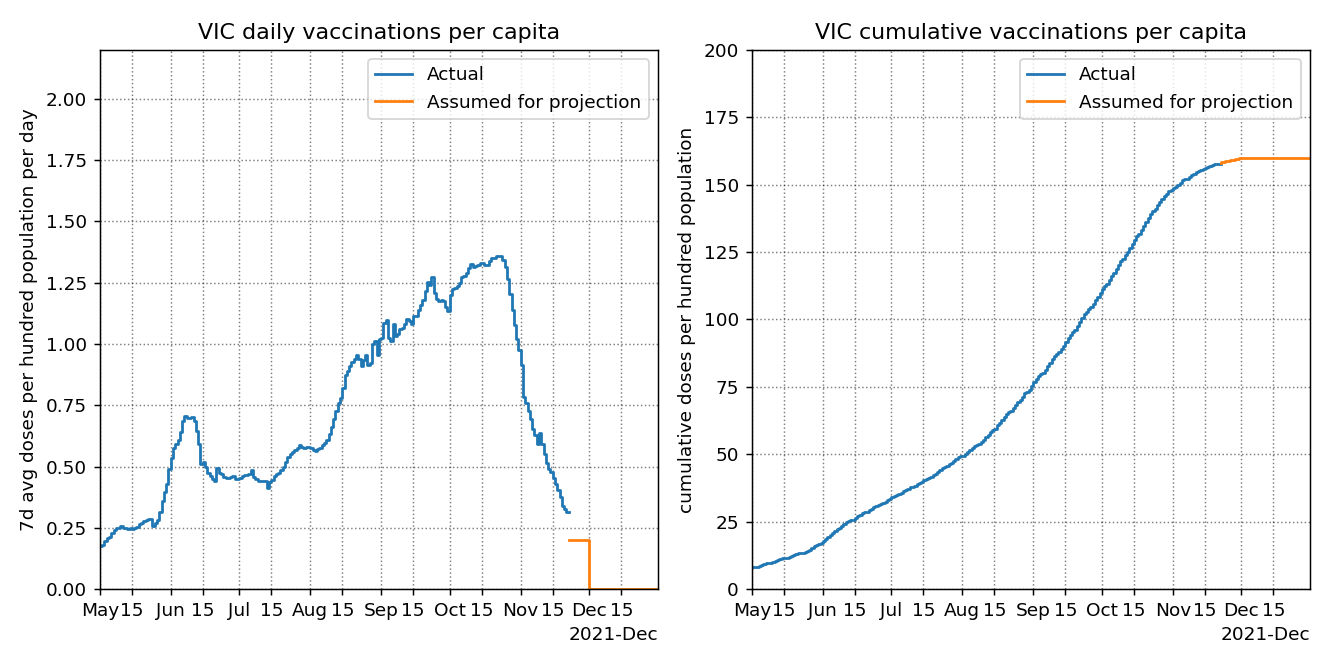 VIC daily vaccinations per capita
7d avg doses per hundred population per day
2.00
1.75
1.50
1.25
1.00
0.75
0.50
0.25
0.00
Actual
Assumed for projection
May 15 Jun 15 Jul 15 Aug 15 Sep 15 Oct 15 Nov 15 Dec 15
2021-Dec
VIC cumulative vaccinations per capita
cumulative doses per hundred population
200
175
150
125
100
75
50
25
0
Actual
Assumed for projection
May 15 Jun 15 Jul 15 Aug 15 Sep 15 Oct 15 Nov 15 Dec 15
2021-Dec